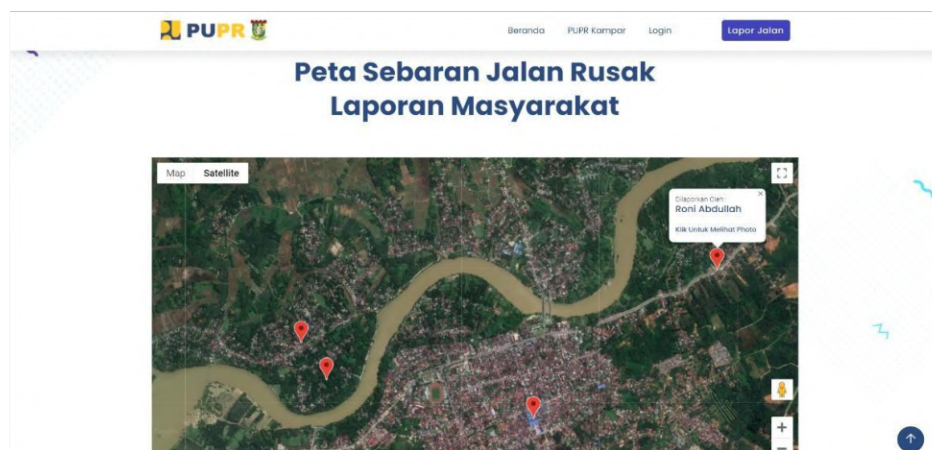 PUPR
Beranda PUPR Kampar Login Lapor Jalan
Peta Sebaran Jalan Rusak
Laporan Masyarakat
Map Satellite
Dilaporkan Oleh:
Roni Abdullah
Klik Untuk Melihat Photo